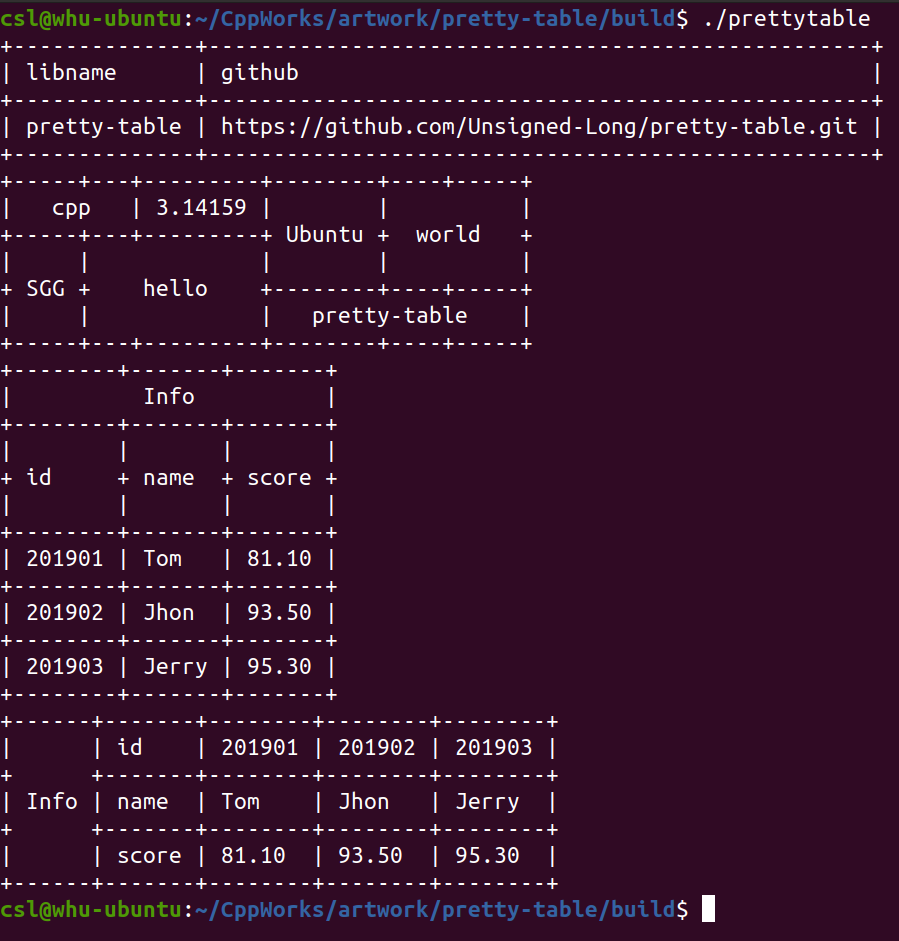 csl@whu-ubuntu:~/CppWorks/artwork/pretty-table/build$ ./prettytable
+--------------+---------------------------------------------------+
| libname      | github                                            |
+--------------+---------------------------------------------------+
| pretty-table | https://github.com/Unsigned-Long/pretty-table.git |
+--------------+---------------------------------------------------+
+-----+---+---------+--------+----+-----+
|   cpp   | 3.14159 |        |          |
+-----+---+---------+ Ubuntu +  world   +
|     |             |        |          |
+ SGG +    hello    +--------+----+-----+
|     |             |   pretty-table    |
+-----+---+---------+--------+----+-----+
+--------+-------+-------+
|          Info          |
+--------+-------+-------+
|        |       |       |
+ id     + name  + score +
|        |       |       |
+--------+-------+-------+
| 201901 | Tom   | 81.10 |
+--------+-------+-------+
| 201902 | Jhon  | 93.50 |
+--------+-------+-------+
| 201903 | Jerry | 95.30 |
+--------+-------+-------+
+------+-------+--------+--------+--------+
|      | id    | 201901 | 201902 | 201903 |
+      +-------+--------+--------+--------+
| Info | name  | Tom    | Jhon   | Jerry  |
+      +-------+--------+--------+--------+
|      | score | 81.10  | 93.50  | 95.30  |
+------+-------+--------+--------+--------+
csl@whu-ubuntu:~/CppWorks/artwork/pretty-table/build$